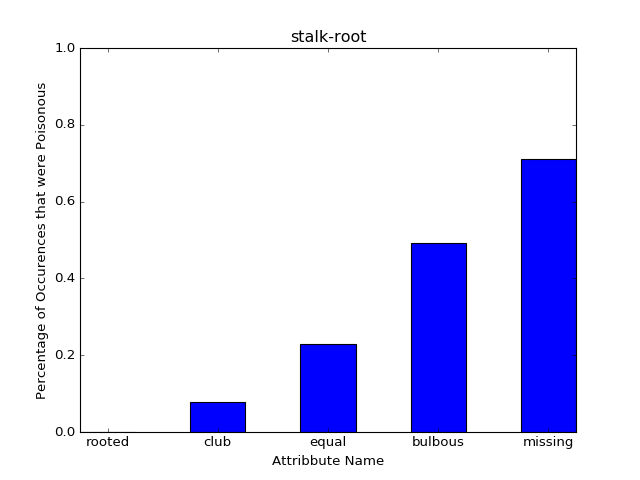 stalk-root
Percentage of Occurences that were Poisonous
1.0
0.8
0.6
0.4
0.2
0.0
rooted club equal bulbous missing
Attribbute Name